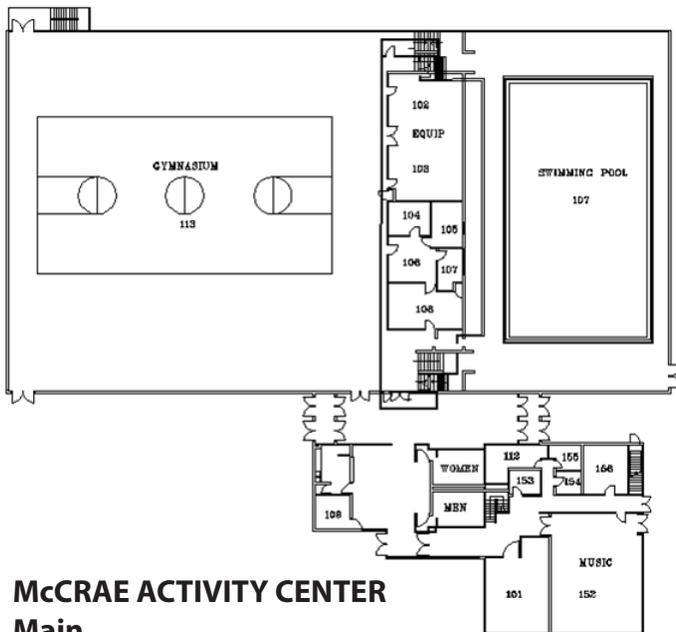 102
EQUIP
GYMNASIUM
103
SWIMMING POOL
107
104
113
105
106
107
108
WOMEN
112
155
156
153
154
109
MEN
McCRAE ACTIVITY CENTER
MUSIC
101
152
Main